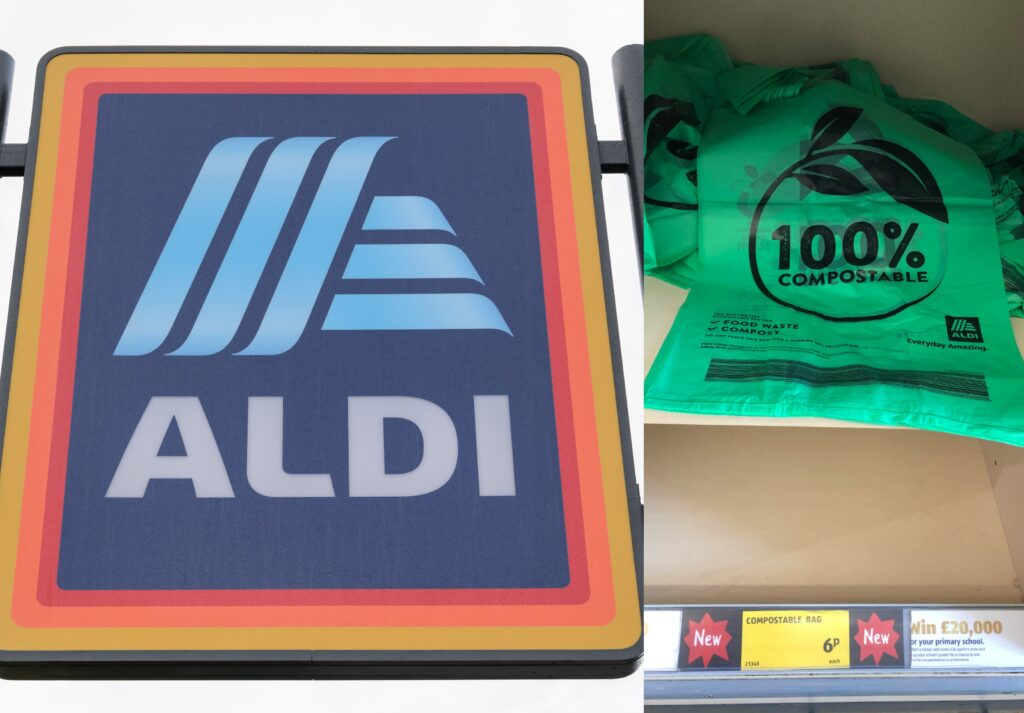 ALDI
100%
COMPOSTABLE
✓ FOOD WASTE
✓ COMPOST
ALDI
Everyday Amazing.
New
COMPOSTABLE BAG
6P
each
21345
New
Win £20,000
or your primary school.